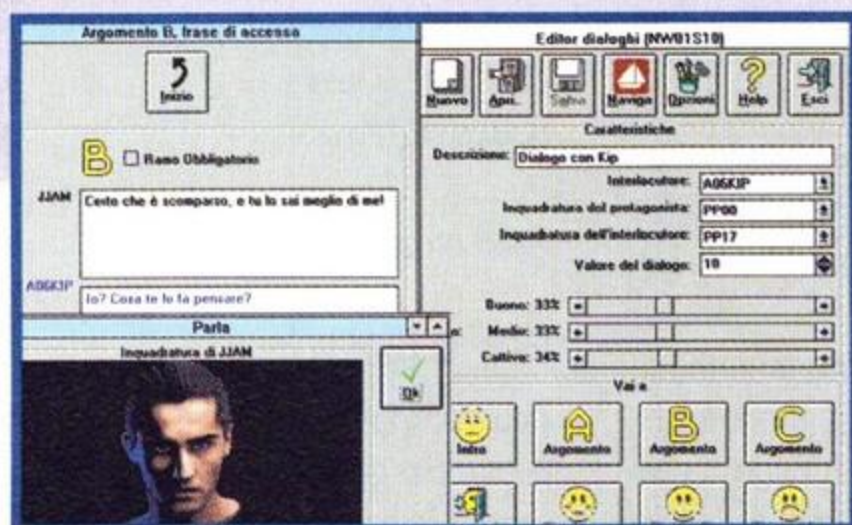 Argomento B, frase di accesso
Inizio
B
Ramo Obbligatorio
JJAM
Certo che è scomparso, e tu lo sai meglio di me!
A06KIP
Io? Cosa te lo fa pensare?
Parla
Inquadratura di JJAM
Ok
Editor dialoghi (NW01S10)
Nuovo Apri.. Salva Naviga Opzioni Help Esci
Caratteristiche
Descrizione: Dialogo con Kip
Interlocutore: A06KIP
Inquadratura del protagonista: PP00
Inquadratura dell'interlocutore: PP17
Valore del dialogo: 10
Buono: 33%
Medio: 33%
Cattivo: 34%
Vai a
Intro
A Argomento
B Argomento
C Argomento